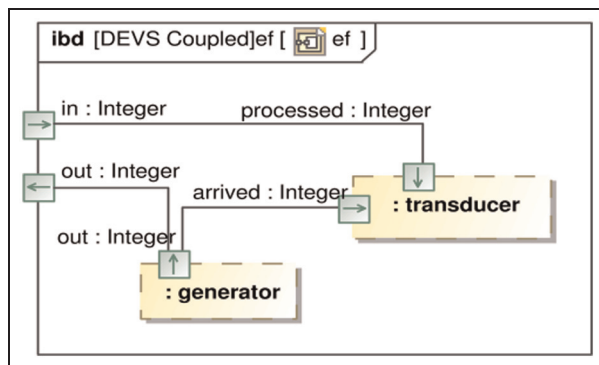 ibd [DEVS Coupled]ef [ ef ]
in : Integer
processed : Integer
out : Integer
arrived : Integer
: transducer
out : Integer
: generator